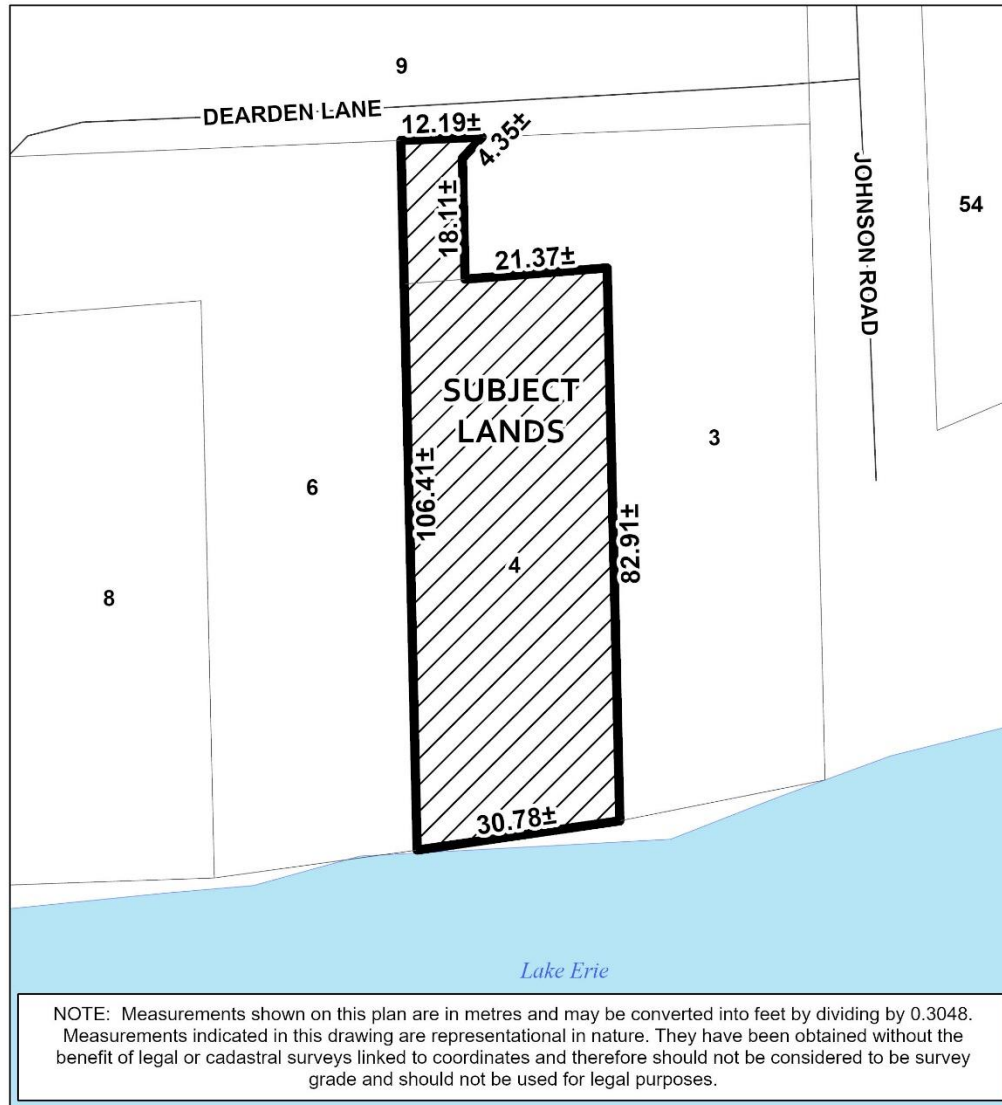 9
DEARDEN LANE
12.19±
4.35±
JOHNSON ROAD
18.11±
54
21.37±
SUBJECT
LANDS
3
106.41±
6
82.91±
4
8
30.78±
Lake Erie
NOTE: Measurements shown on this plan are in metres and may be converted into feet by dividing by 0.3048.
Measurements indicated in this drawing are representational in nature. They have been obtained without the
benefit of legal or cadastral surveys linked to coordinates and therefore should not be considered to be survey
grade and should not be used for legal purposes.